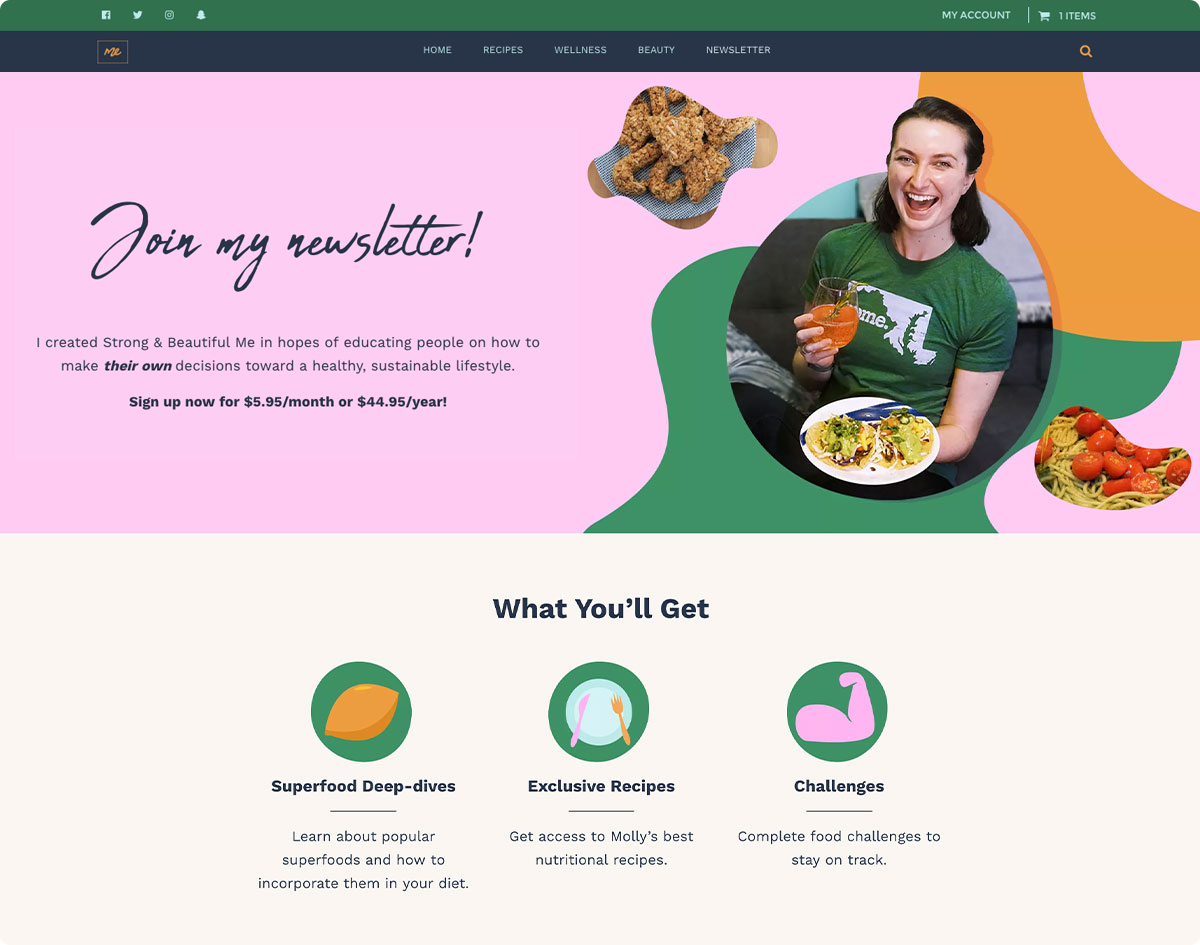 MY ACCOUNT
1 ITEMS
me
HOME
RECIPES
WELLNESS
BEAUTY
NEWSLETTER
Join my newsletter!
I created Strong & Beautiful Me in hopes of educating people on how to
make their own decisions toward a healthy, sustainable lifestyle.
Sign up now for $5.95/month or $44.95/year!
ome.
What You’ll Get
Superfood Deep-dives
Learn about popular
superfoods and how to
incorporate them in your diet.
Exclusive Recipes
Get access to Molly’s best
nutritional recipes.
Challenges
Complete food challenges to
stay on track.